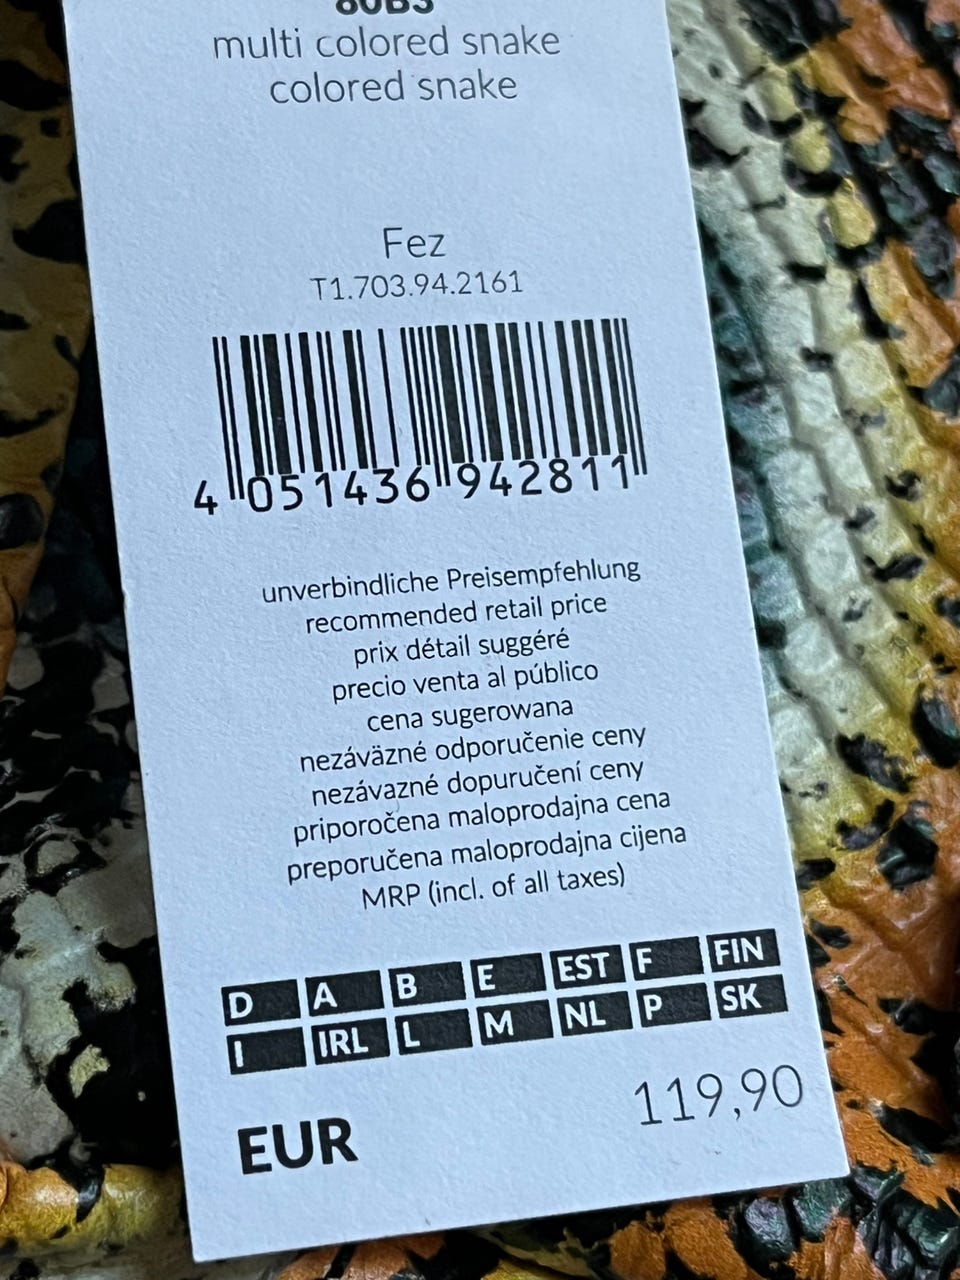 80B3
multi colored snake
colored snake
Fez
T1.703.94.2161
4 051436 942811
unverbindliche Preisempfehlung
recommended retail price
prix détail suggéré
precio venta al público
cena sugerowana
nezáväzné odporučenie ceny
nezávazné dopuručení ceny
priporočena maloprodajna cena
preporučena maloprodajna cijena
MRP (incl. of all taxes)
D A B E EST F FIN
I IRL L M NL P SK
EUR 119,90